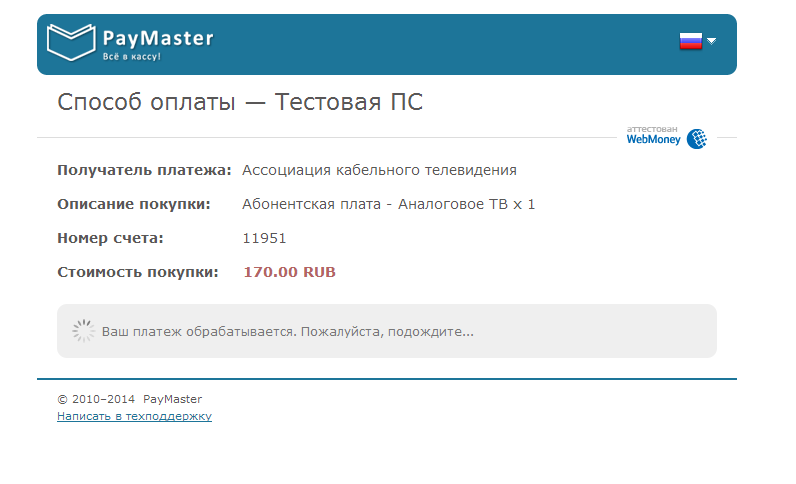 PayMaster
Всё в кассу!
Способ оплаты — Тестовая ПС
аттестован
WebMoney
Получатель платежа: Ассоциация кабельного телевидения
Описание покупки: Абонентская плата - Аналоговое ТВ x 1
Номер счета: 11951
Стоимость покупки: 170.00 RUB
Ваш платеж обрабатывается. Пожалуйста, подождите...
© 2010–2014 PayMaster
Написать в техподдержку